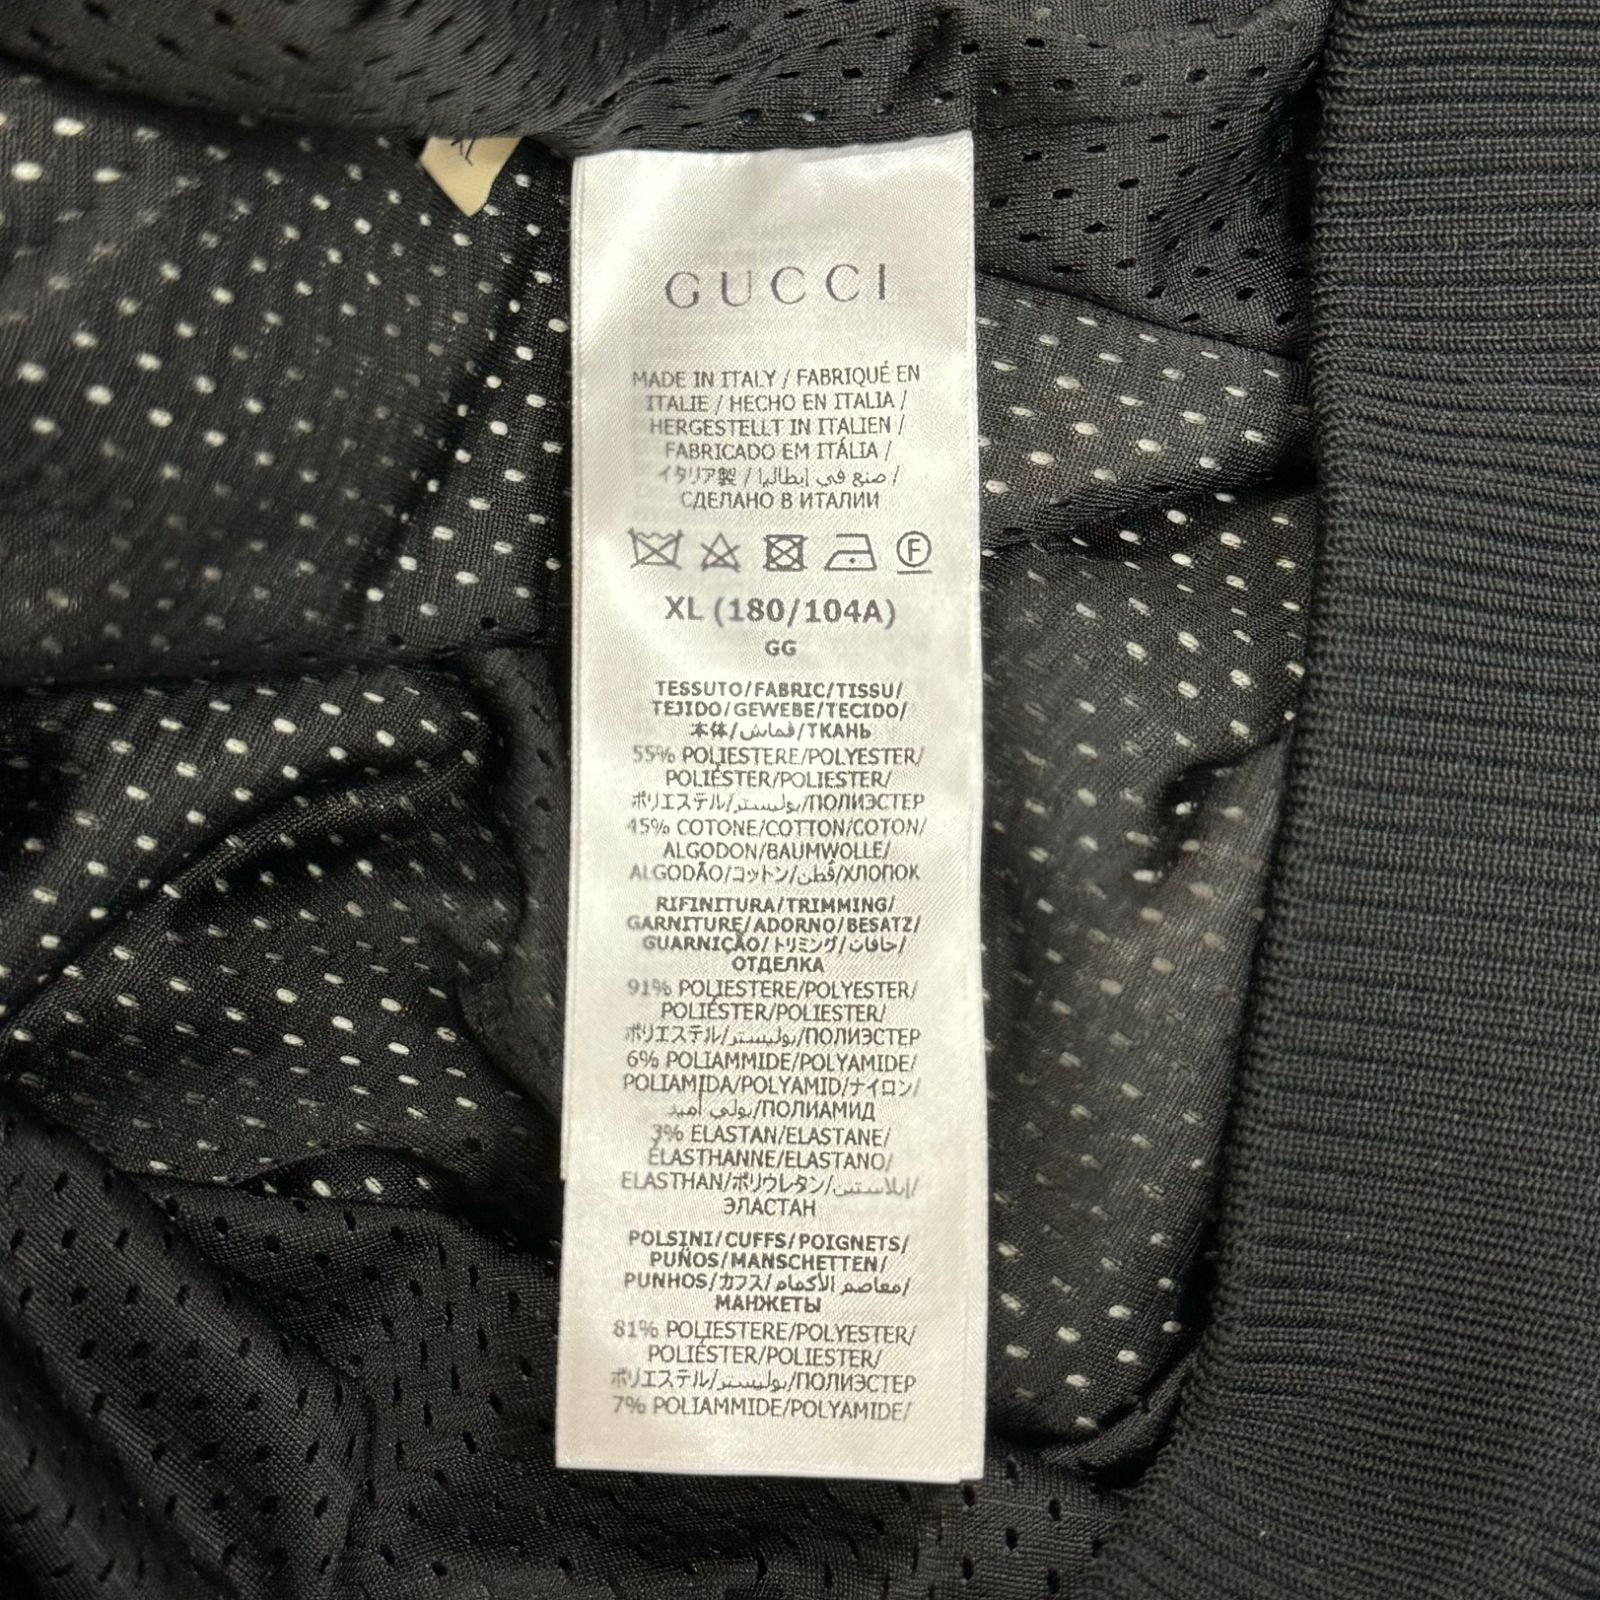 GUCCI
MADE IN ITALY / FABRIQUÉ EN
ITALIE / HECHO EN ITALIA /
HERGESTELLT IN ITALIEN /
FABRICADO EM ITÁLIA /
イタリア製 / صنع في إيطاليا /
СДЕЛАНО В ИТАЛИИ
F
XL (180/104A)
GG
TESSUTO/FABRIC/TISSU/
TEJIDO/GEWEBE/TECIDO/
本体/قماش/ТКАНЬ
55% POLIESTERE/POLYESTER/
POLIÉSTER/POLIESTER/
ポリエステル/بوليستر/ПОЛИЭСТЕР
45% COTONE/COTTON/COTON/
ALGODON/BAUMWOLLE/
ALGODÃO/コットン/قطن/ХЛОПОК
RIFINITURA/TRIMMING/
GARNITURE/ADORNO/BESATZ/
GUARNIÇÃO/トリミング/حافات/
ОТДЕЛКА
91% POLIESTERE/POLYESTER/
POLIÉSTER/POLIESTER/
ポリエステル/بوليستر/ПОЛИЭСТЕР
6% POLIAMMIDE/POLYAMIDE/
POLIAMIDA/POLYAMID/ナイロン/
بولي أميد/ПОЛИАМИД
3% ELASTAN/ELASTANE/
ÉLASTHANNE/ELASTANO/
ELASTHAN/ポリウレタン/إيلاستين/
ЭЛАСТАН
POLSINI/CUFFS/POIGNETS/
PUÑOS/MANSCHETTEN/
PUNHOS/カフス/معاصم الأكمام/
МАНЖЕТЫ
81% POLIESTERE/POLYESTER/
POLIÉSTER/POLIESTER/
ポリエステル/بوليستر/ПОЛИЭСТЕР
7% POLIAMMIDE/POLYAMIDE/